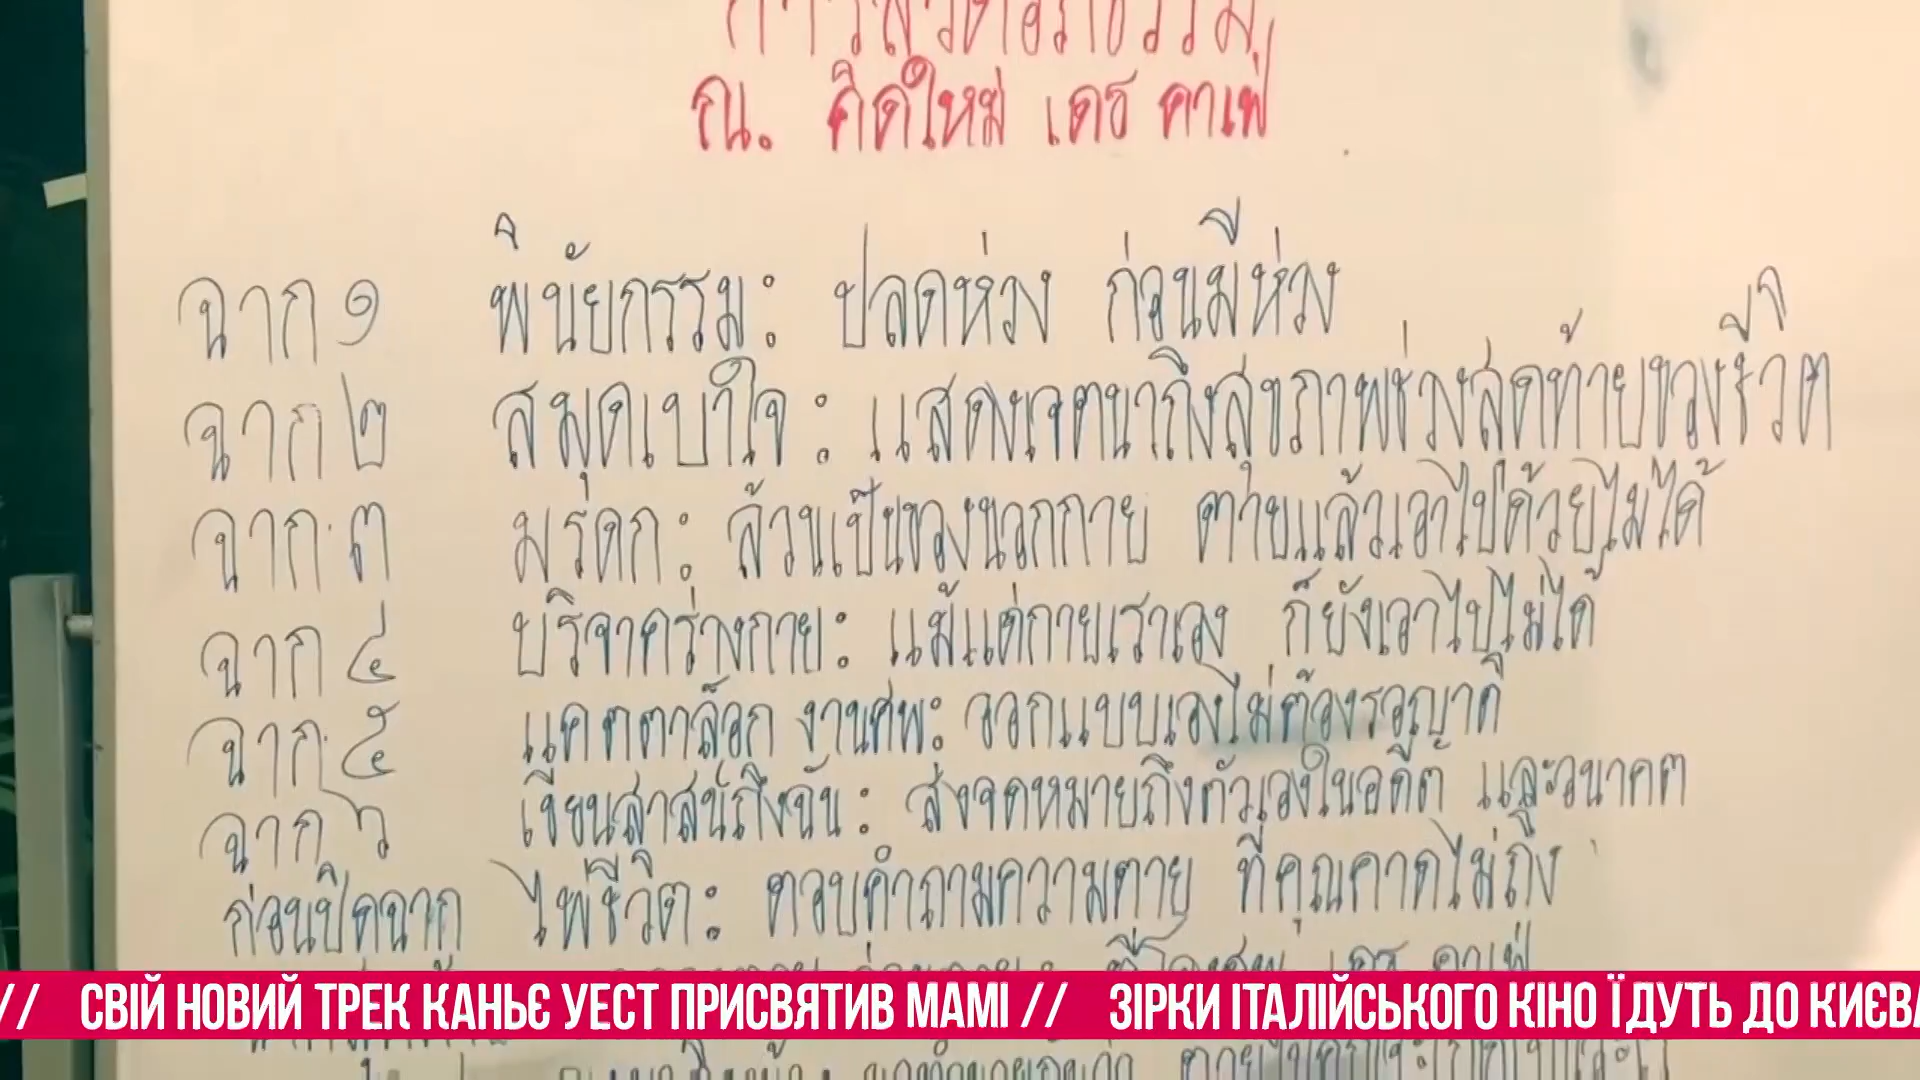 ณ. คิดใหม่ เดธ คาเฟ่
ฉาก ๑ พินัยกรรม: ปลดห่วง ก่อนมีห่วง
ฉาก ๒ สมุดเบาใจ: แสดงเจตนาถึงสุขภาพช่วงสุดท้ายของชีวิต
ฉาก ๓ มรดก: ล้วนเป็นของนอกกาย ตายแล้วเอาไปด้วยไม่ได้
ฉาก ๔ บริจาคร่างกาย: แม้แต่กายเราเอง ก็ยังเอาไปไม่ได้
ฉาก ๕ แคตตาล็อก งานศพ: ออกแบบเองไม่ต้องรอญาติ
ฉาก ๖ เขียนสาสน์ถึงฉัน: ส่งจดหมายถึงตัวเองในอดีต และอนาคต
ก่อนปิดฉาก ไพ่ชีวิต: ตอบคำถามความตาย ที่คุณคาดไม่ถึง
// СВІЙ НОВИЙ ТРЕК КАНЬЄ УЕСТ ПРИСВЯТИВ МАМІ // ЗІРКИ ІТАЛІЙСЬКОГО КІНО ЇДУТЬ ДО КИЄВА